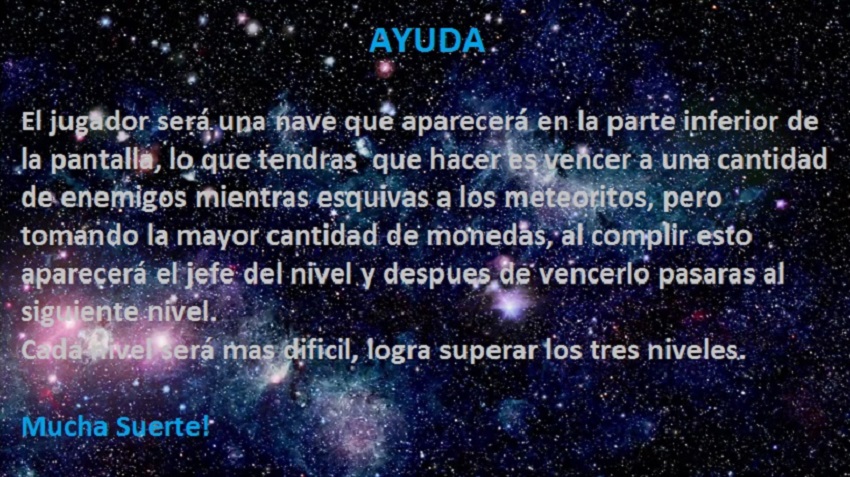 AYUDA
El jugador será una nave que aparecerá en la parte inferior de
la pantalla, lo que tendras que hacer es vencer a una cantidad
de enemigos mientras esquivas a los meteoritos, pero
tomando la mayor cantidad de monedas, al complir esto
aparecerá el jefe del nivel y despues de vencerlo pasaras al
siguiente nivel.
Cada nivel será mas dificil, logra superar los tres niveles.
Mucha Suerte!